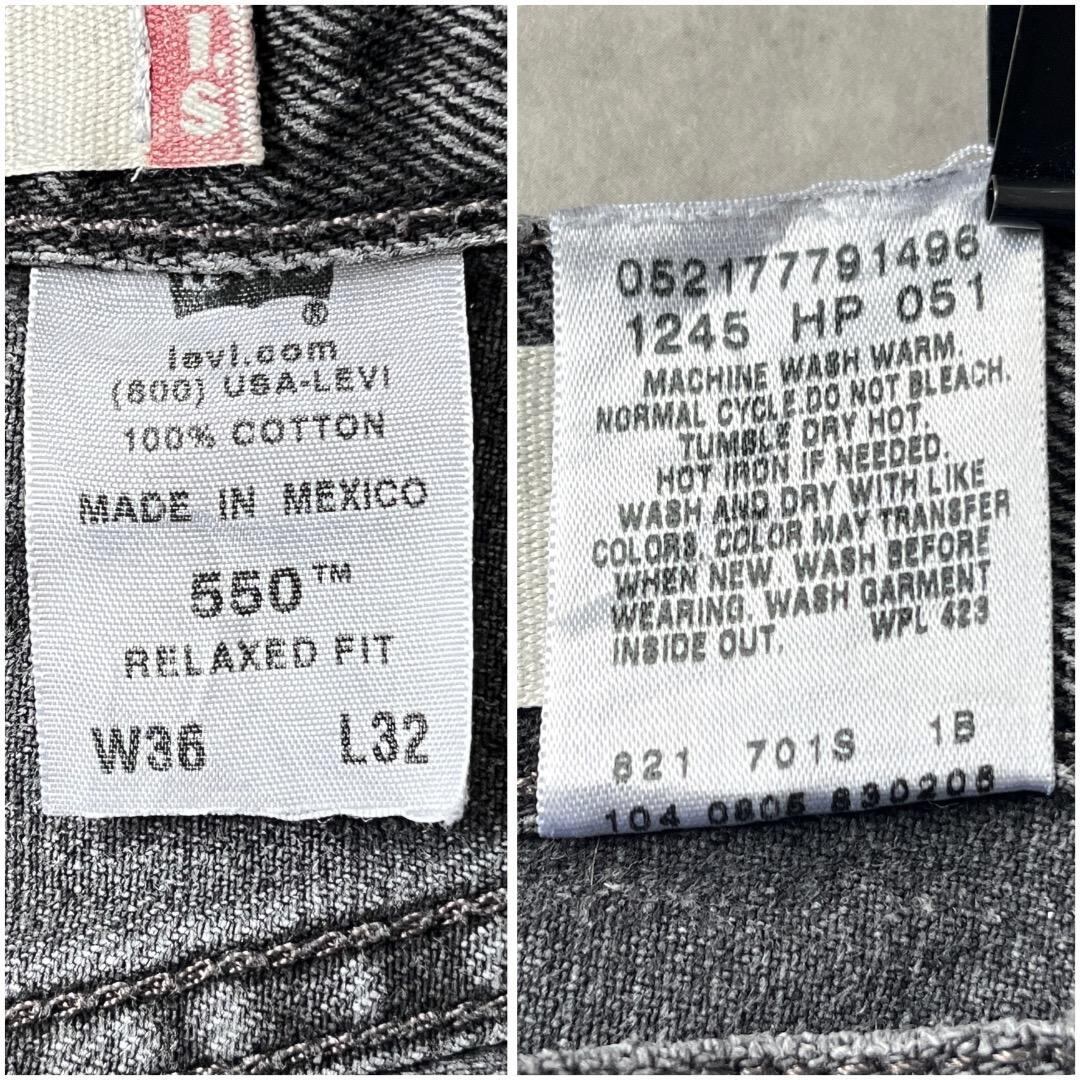 I.
S
®
levi.com
(800) USA-LEVI
100% COTTON
MADE IN MEXICO
550™
RELAXED FIT
W36 L32
052177791496
1245 HP 051
MACHINE WASH WARM.
NORMAL CYCLE.DO NOT BLEACH.
TUMBLE DRY HOT.
HOT IRON IF NEEDED.
WASH AND DRY WITH LIKE
COLORS. COLOR MAY TRANSFER
WHEN NEW. WASH BEFORE
WEARING. WASH GARMENT
INSIDE OUT. WPL 423
821 701S 1B
104 0805 830208